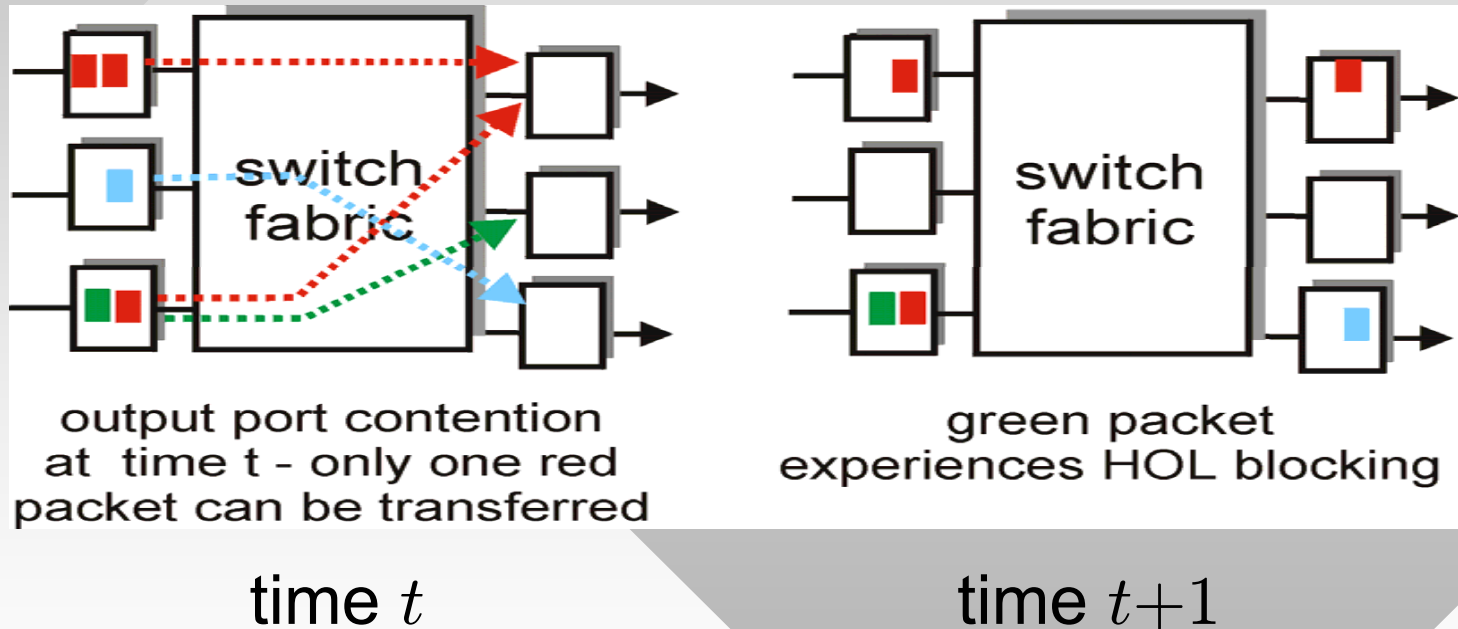 switch
fabric
output port contention
at time t - only one red
packet can be transferred
time t
switch
fabric
green packet
experiences HOL blocking
time t+1